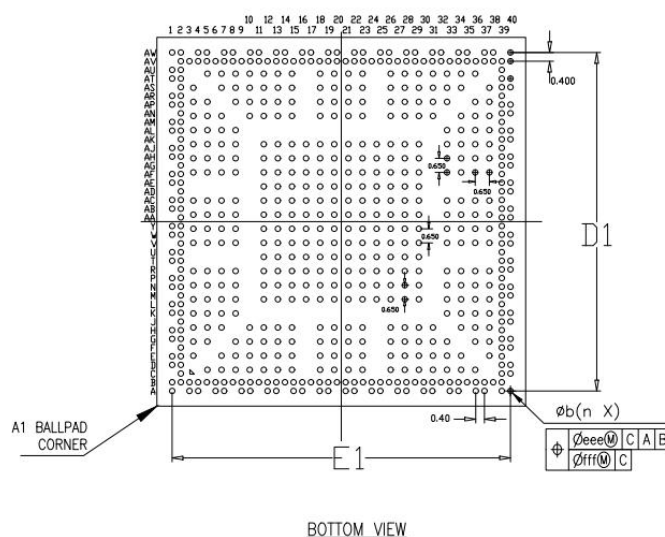 10 12 14 16 18 20 22 24 26 28 30 32 34 36 38 40
1 2 3 4 5 6 7 8 9 11 13 15 17 19 21 23 25 27 29 31 33 35 37 39
AW
AV
AU
AT
AS
AR
AP
AN
AM
AL
AK
AJ
AH
AG
AF
AE
AD
AC
AB
AA
Y
W
V
U
T
R
P
N
M
L
K
J
H
G
F
E
D
C
B
A
0.400
0.650
0.650
0.650
0.650
D1
0.40
E1
A1 BALLPAD
CORNER
Øb(n X)
Øeee Ⓜ C A B
Øfff Ⓜ C
BOTTOM VIEW